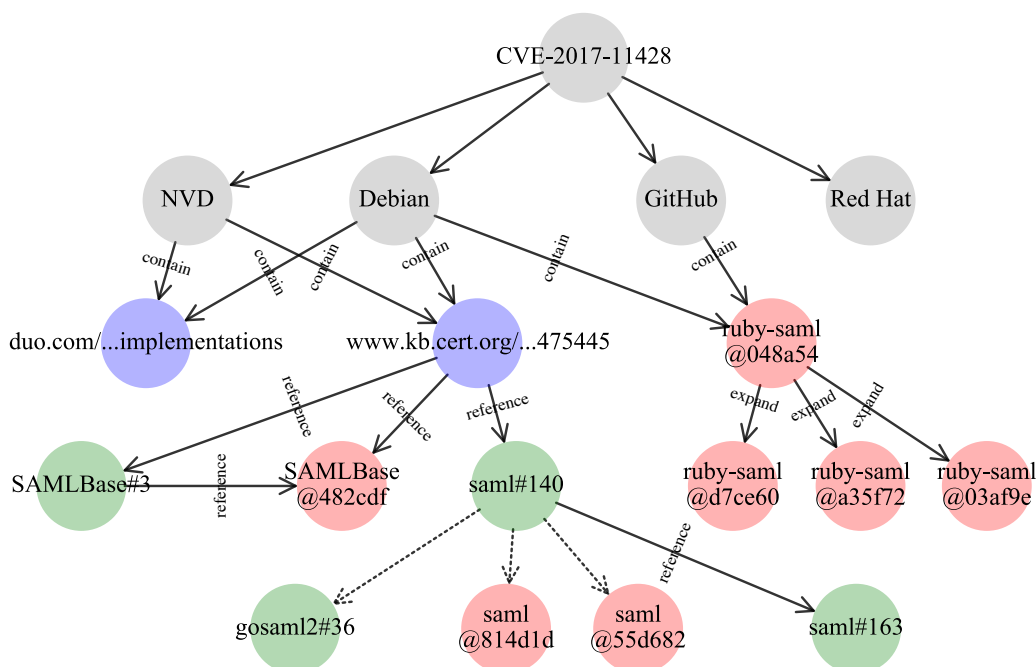 CVE-2017-11428
NVD
Debian
GitHub
Red Hat
contain
contain
contain
contain
contain
contain
duo.com/...implementations
www.kb.cert.org/...475445
ruby-saml
@048a54
reference
reference
reference
expand
expand
expand
SAMLBase#3
reference
SAMLBase
@482cdf
saml#140
ruby-saml
@d7ce60
ruby-saml
@a35f72
ruby-saml
@03af9e
reference
gosaml2#36
saml
@814d1d
saml
@55d682
saml#163